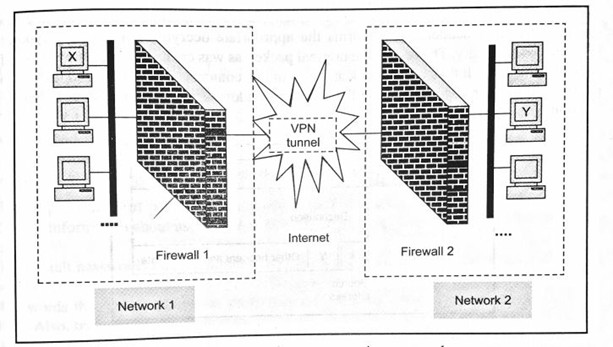 X
Y
VPN
tunnel
Internet
Firewall 1
Firewall 2
Network 1
Network 2
....
....